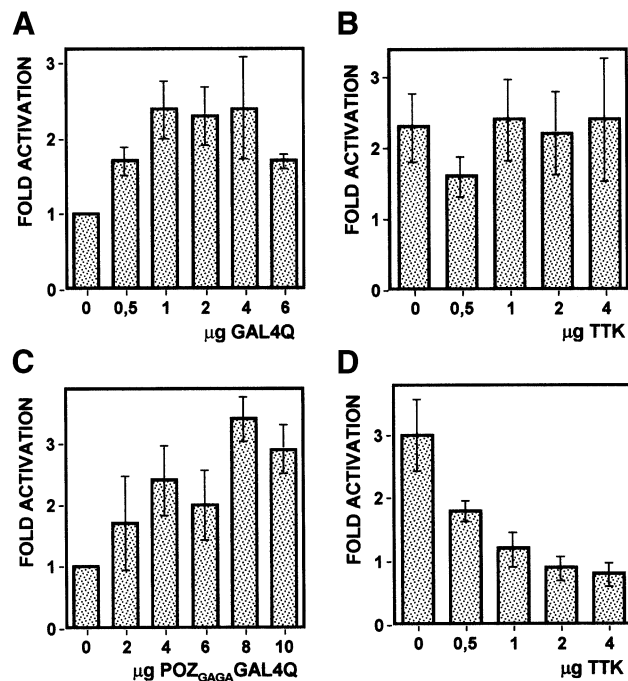 A
FOLD ACTIVATION
3
2
1
0
0 0,5 1 2 4 6
μg GAL4Q
B
FOLD ACTIVATION
3
2
1
0
0 0,5 1 2 4
μg TTK
C
FOLD ACTIVATION
3
2
1
0
0 2 4 6 8 10
μg POZGAGAGAL4Q
D
FOLD ACTIVATION
3
2
1
0
0 0,5 1 2 4
μg TTK